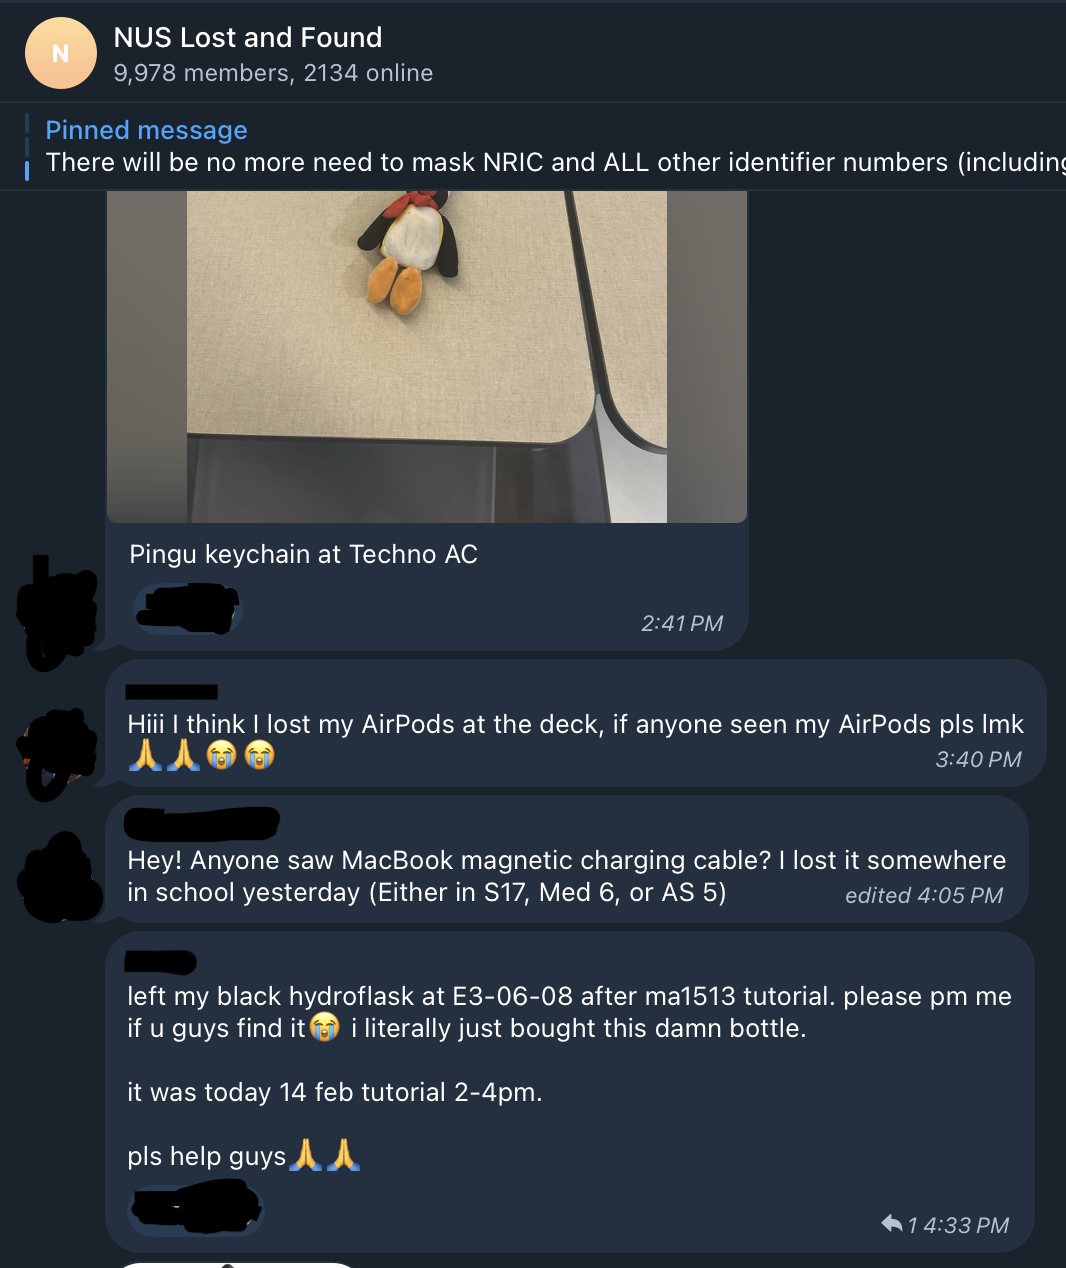 N
NUS Lost and Found
9,978 members, 2134 online
Pinned message
There will be no more need to mask NRIC and ALL other identifier numbers (including
Pingu keychain at Techno AC
2:41 PM
Hiii I think I lost my AirPods at the deck, if anyone seen my AirPods pls lmk
🙏🙏😭😭
3:40 PM
Hey! Anyone saw MacBook magnetic charging cable? I lost it somewhere
in school yesterday (Either in S17, Med 6, or AS 5)
edited 4:05 PM
left my black hydroflask at E3-06-08 after ma1513 tutorial. please pm me
if u guys find it😭 i literally just bought this damn bottle.
it was today 14 feb tutorial 2-4pm.
pls help guys🙏🙏
1 4:33 PM